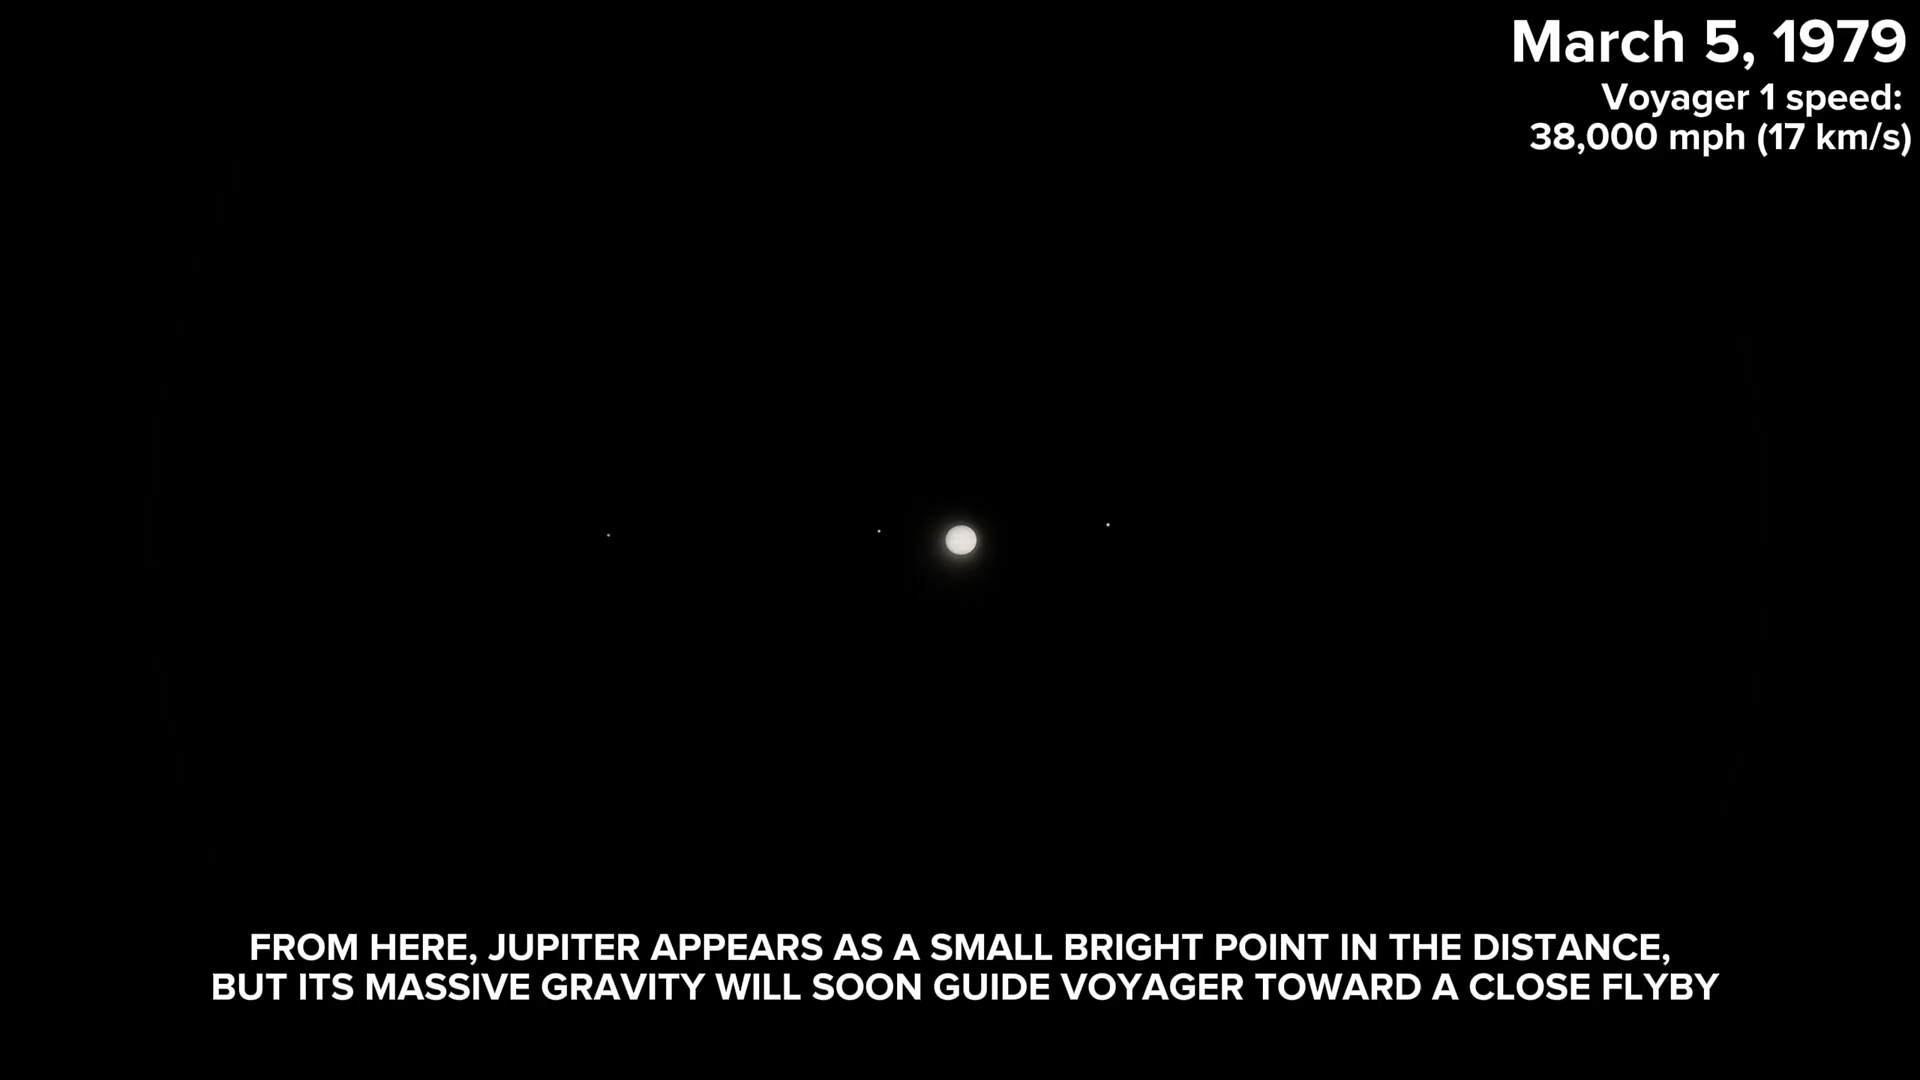 March 5, 1979
Voyager 1 speed:
38,000 mph (17 km/s)
FROM HERE, JUPITER APPEARS AS A SMALL BRIGHT POINT IN THE DISTANCE,
BUT ITS MASSIVE GRAVITY WILL SOON GUIDE VOYAGER TOWARD A CLOSE FLYBY